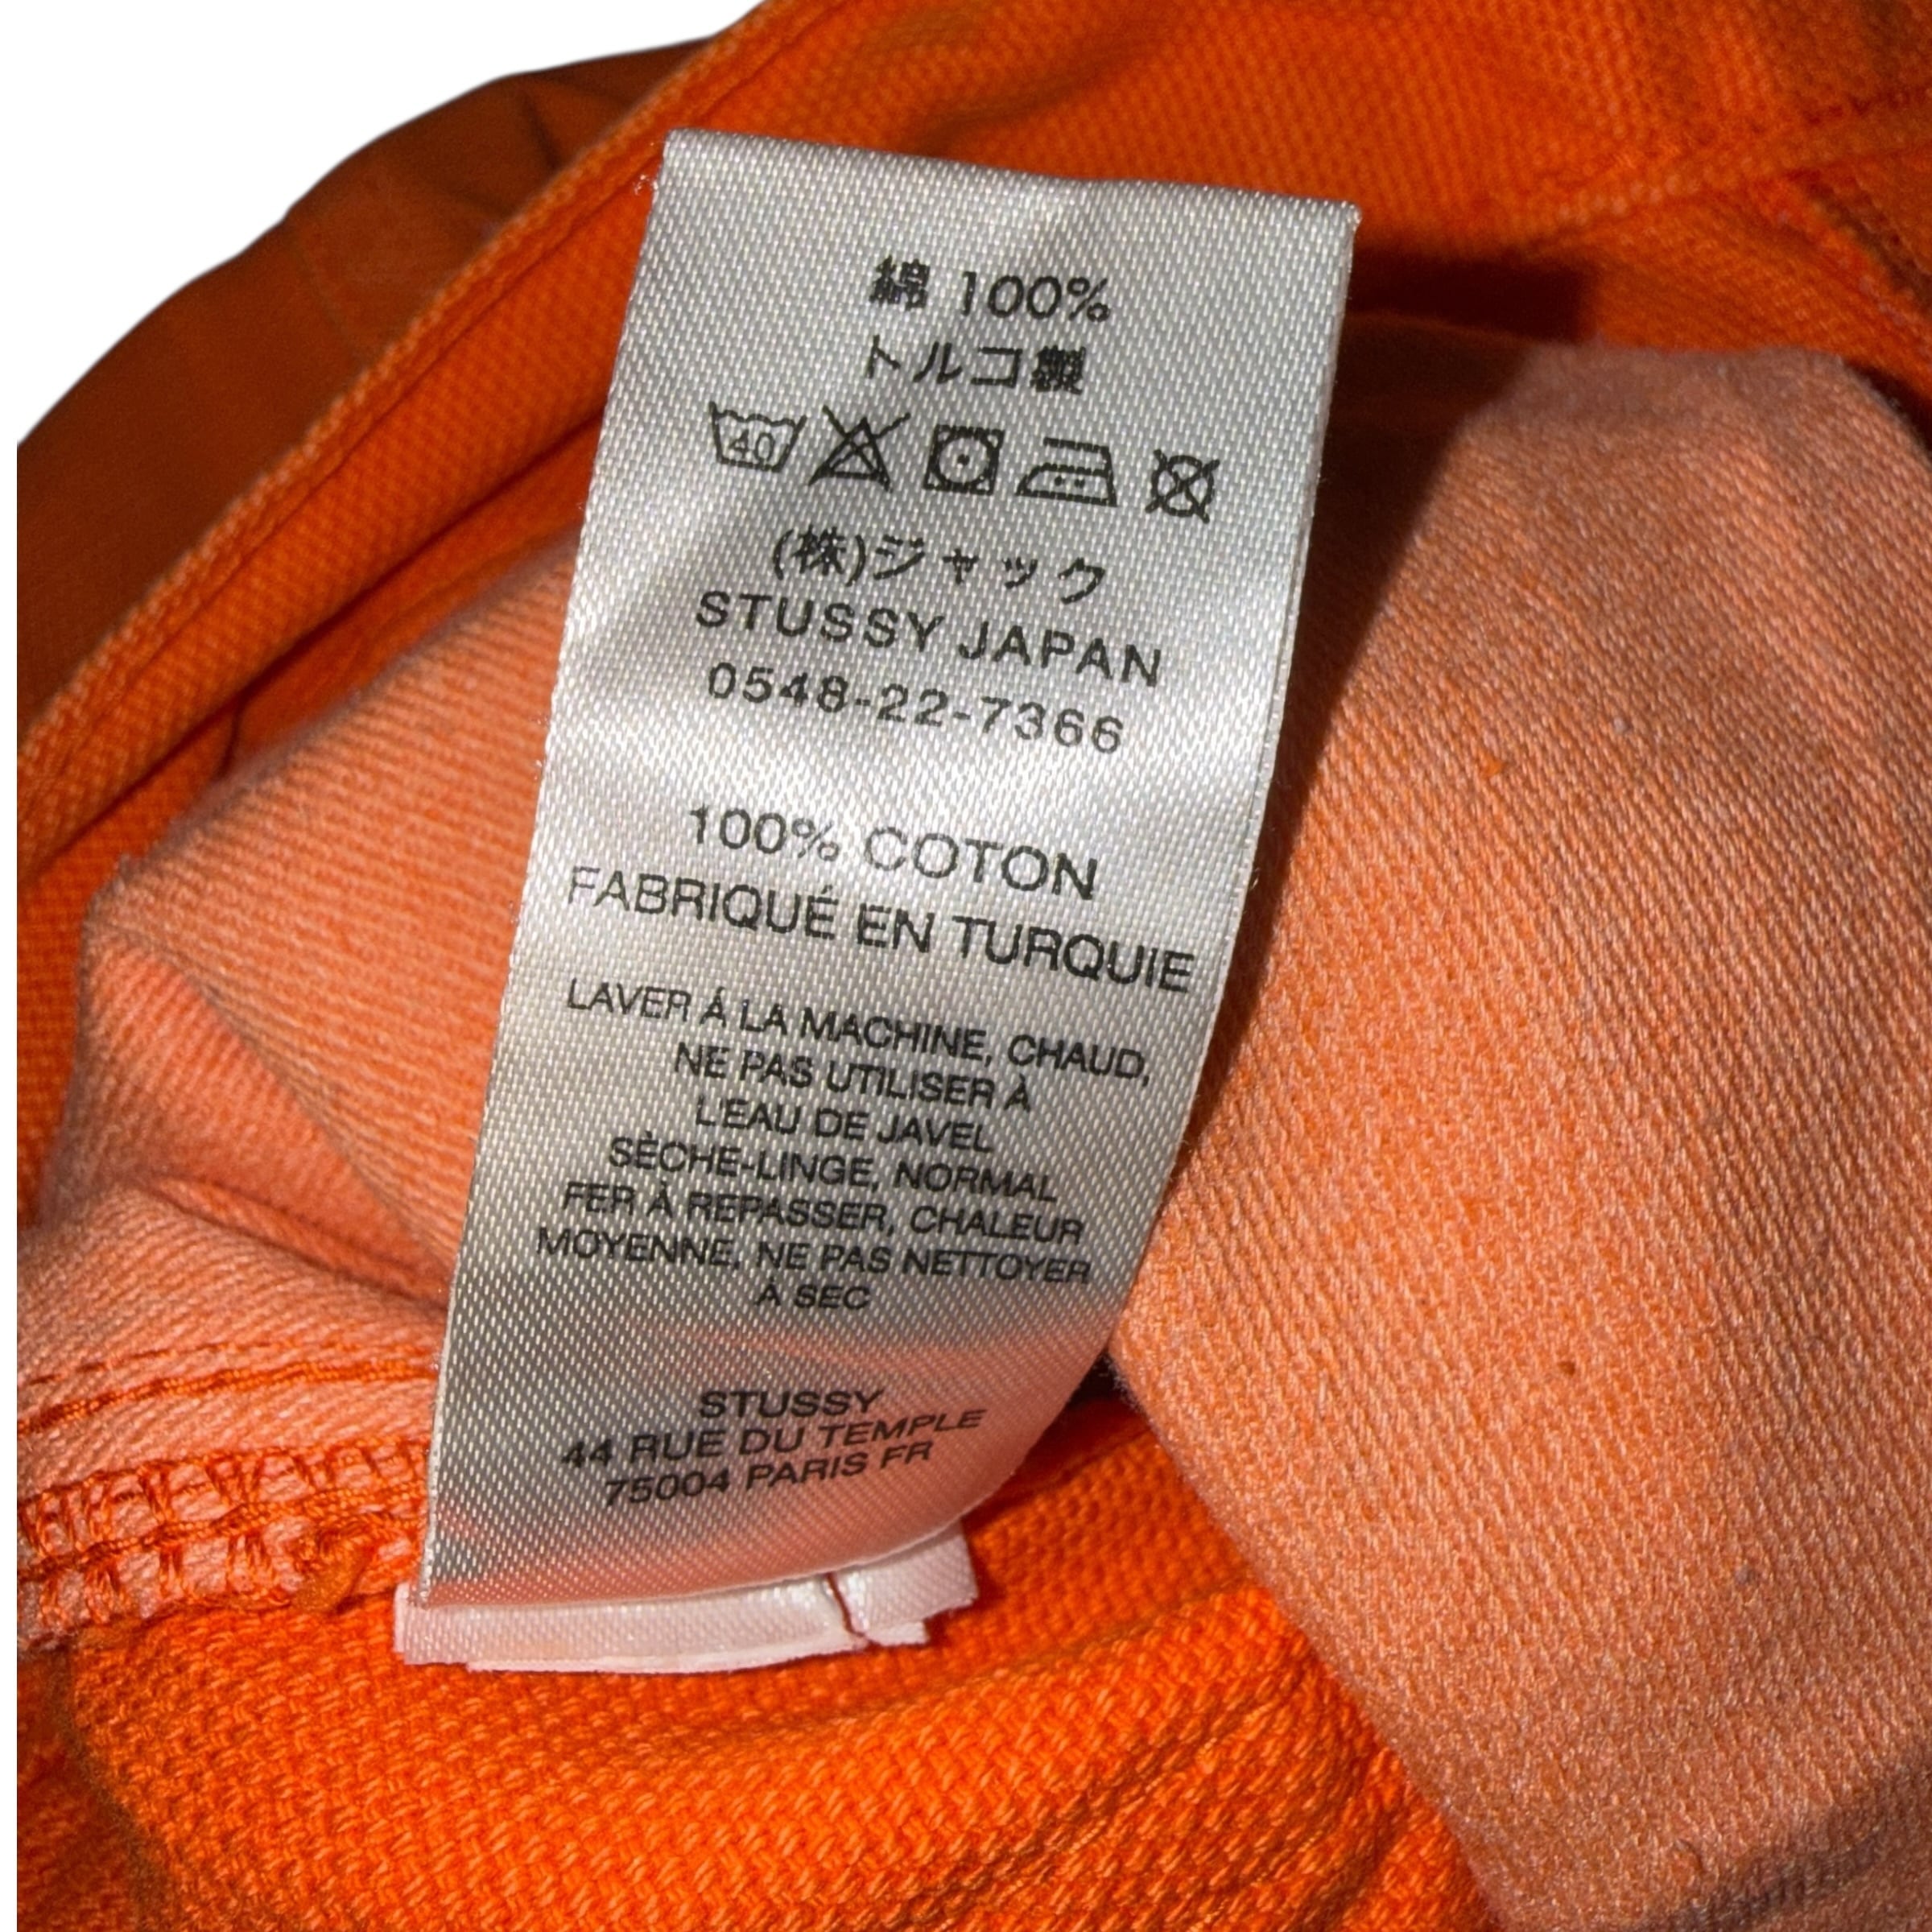 綿 100%
トルコ製
40
(株)ジャック
STUSSY JAPAN
0548-22-7366
100% COTON
FABRIQUÉ EN TURQUIE
LAVER À LA MACHINE, CHAUD,
NE PAS UTILISER À
L'EAU DE JAVEL
SÈCHE-LINGE, NORMAL
FER À REPASSER, CHALEUR
MOYENNE, NE PAS NETTOYER
À SEC
STUSSY
44 RUE DU TEMPLE
75004 PARIS FR